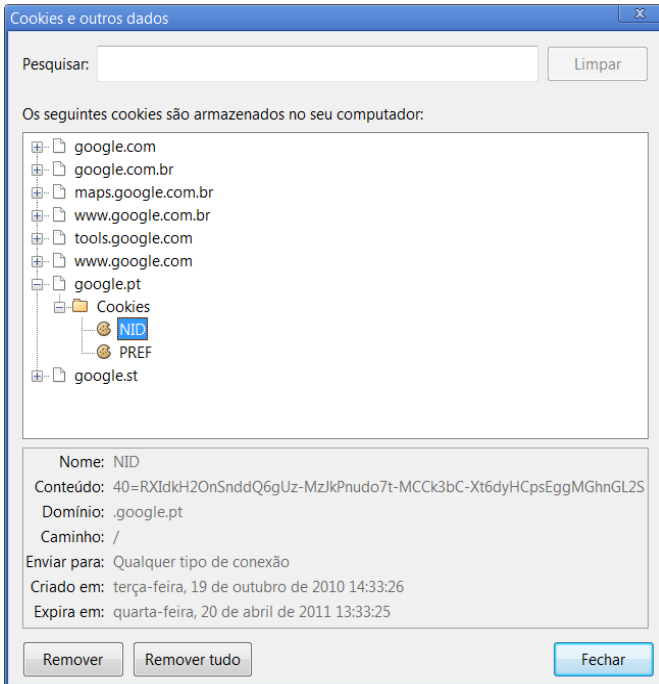 Cookies e outros dados
Pesquisar: Limpar
Os seguintes cookies são armazenados no seu computador:
google.com
google.com.br
maps.google.com.br
www.google.com.br
tools.google.com
www.google.com
google.pt
Cookies
NID
PREF
google.st
Nome: NID
Conteúdo: 40=RXIdkH2OnSnddQ6gUz-MzJkPnudo7t-MCCk3bC-Xt6dyHCpsEggMGhnGL2S
Domínio: .google.pt
Caminho: /
Enviar para: Qualquer tipo de conexão
Criado em: terça-feira, 19 de outubro de 2010 14:33:26
Expira em: quarta-feira, 20 de abril de 2011 13:33:25
Remover Remover tudo Fechar